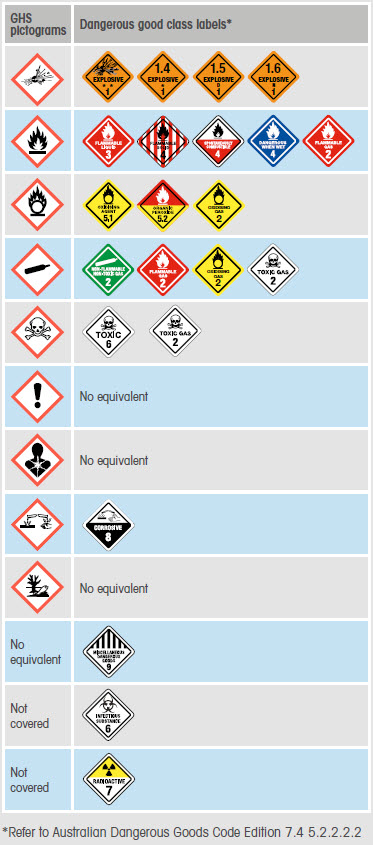 GHS
pictograms
Dangerous good class labels*
EXPLOSIVE
* *
1
1.4
EXPLOSIVE
*
1
1.5
EXPLOSIVE
D
1
1.6
EXPLOSIVE
N
1
FLAMMABLE
LIQUID
3
FLAMMABLE
SOLID
4
SPONTANEOUSLY
COMBUSTIBLE
4
DANGEROUS
WHEN WET
4
FLAMMABLE
GAS
2
OXIDIZING
AGENT
5.1
ORGANIC
PEROXIDE
5.2
OXIDIZING
GAS
2
NON-FLAMMABLE
NON-TOXIC GAS
2
FLAMMABLE
GAS
2
OXIDIZING
GAS
2
TOXIC GAS
2
TOXIC
6
TOXIC GAS
2
No equivalent
No equivalent
CORROSIVE
8
No equivalent
No
equivalent
MISCELLANEOUS
DANGEROUS
GOODS
9
Not
covered
INFECTIOUS
SUBSTANCE
6
Not
covered
RADIOACTIVE
7
*Refer to Australian Dangerous Goods Code Edition 7.4 5.2.2.2.2